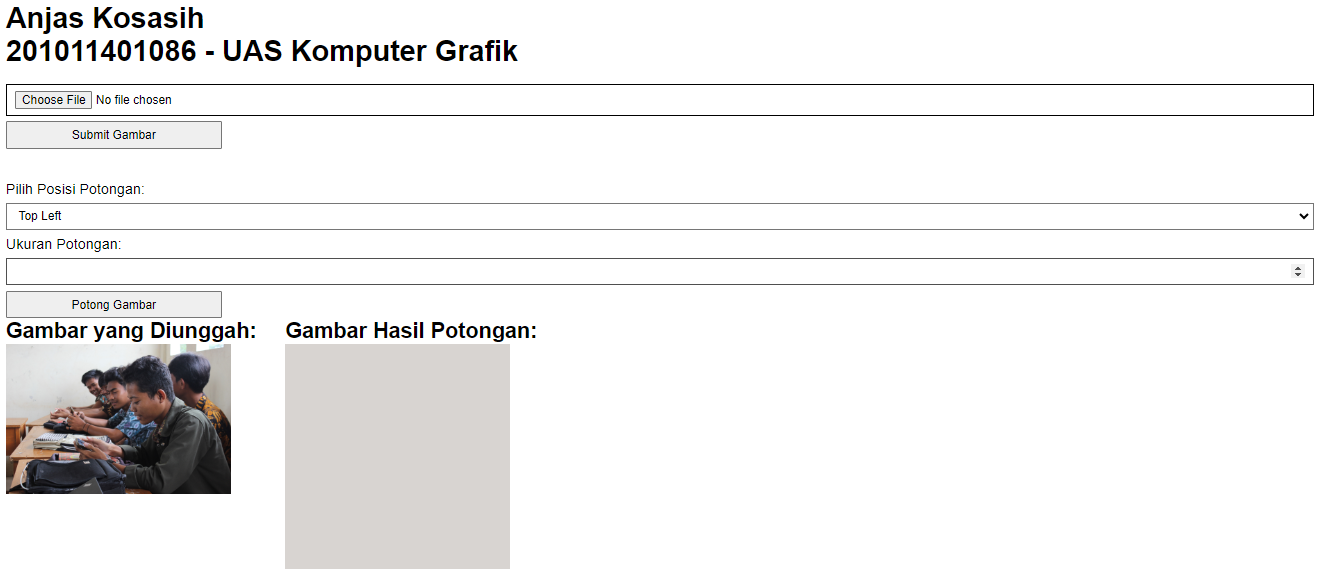 Anjas Kosasih
201011401086 - UAS Komputer Grafik
Choose File No file chosen
Submit Gambar
Pilih Posisi Potongan:
Top Left
Ukuran Potongan:
Potong Gambar
Gambar yang Diunggah:
Gambar Hasil Potongan: